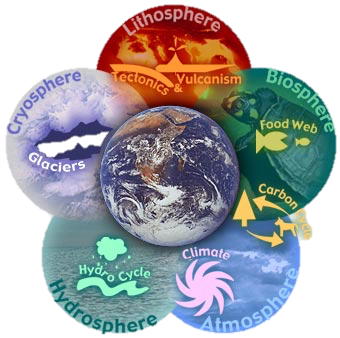 Lithosphere
Tectonics & Vulcanism
Cryosphere
Glaciers
Biosphere
Food Web
Carbon
Climate
Atmosphere
Hydro Cycle
Hydrosphere